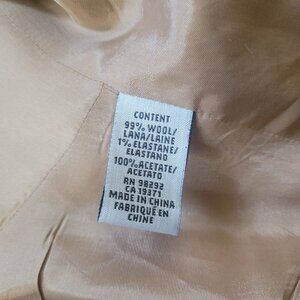 CONTENT
99% WOOL/
LANA/LAINE
1% ELASTANE/
ELASTANO
100% ACETATE/
ACETATO
RN 98292
CA 19371
MADE IN CHINA
FABRIQUÉ EN
CHINE